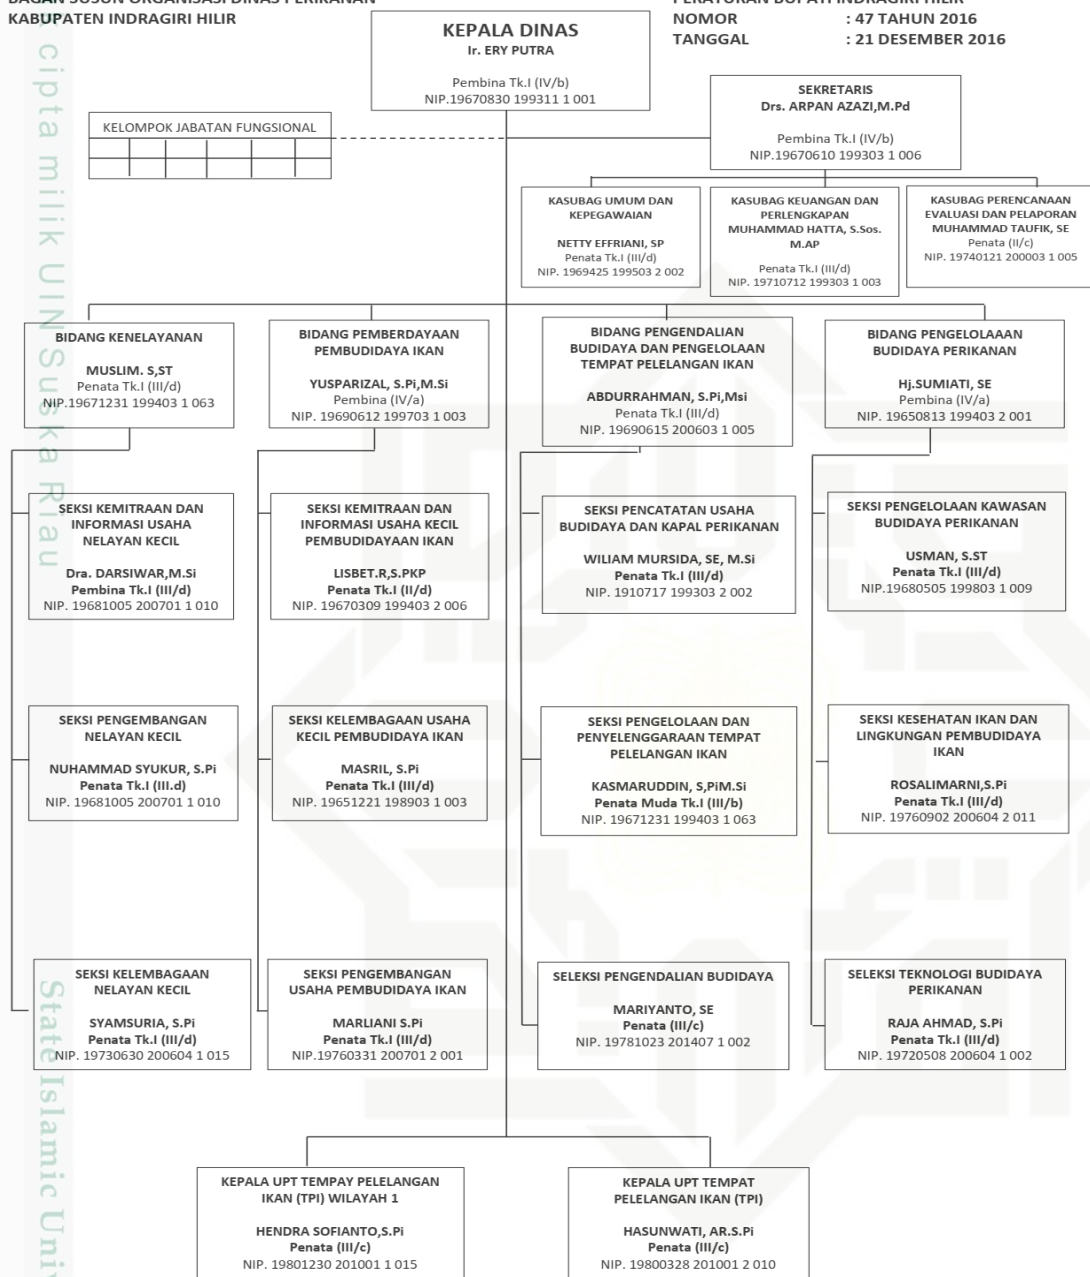 BAGAN SUSUN ORGANISASI DINAS PERIKANAN
KABUPATEN INDRAGIRI HILIR
PERATURAN BUPATI INDRAGIRI HILIR
NOMOR : 47 TAHUN 2016
TANGGAL : 21 DESEMBER 2016
KEPALA DINAS
Ir. ERY PUTRA
Pembina Tk.I (IV/b)
NIP.19670830 199311 1 001
SEKRETARIS
Drs. ARPAN AZAZI,M.Pd
Pembina Tk.I (IV/b)
NIP.19670610 199303 1 006
KELOMPOK JABATAN FUNGSIONAL
KASUBAG UMUM DAN
KEPEGAWAIAN
NETTY EFFRIANI, SP
Penata Tk.I (III/d)
NIP. 1969425 199503 2 002
KASUBAG KEUANGAN DAN
PERLENGKAPAN
MUHAMMAD HATTA, S.Sos.
M.AP
Penata Tk.I (III/d)
NIP. 19710712 199303 1 003
KASUBAG PERENCANAAN
EVALUASI DAN PELAPORAN
MUHAMMAD TAUFIK, SE
Penata (II/c)
NIP. 19740121 200003 1 005
BIDANG KENELAYANAN
MUSLIM. S,ST
Penata Tk.I (III/d)
NIP.19671231 199403 1 063
BIDANG PEMBERDAYAAN
PEMBUDIDAYA IKAN
YUSPARIZAL, S.Pi,M.Si
Pembina (IV/a)
NIP. 19690612 199703 1 003
BIDANG PENGENDALIAN
BUDIDAYA DAN PENGELOLAAN
TEMPAT PELELANGAN IKAN
ABDURRAHMAN, S.Pi,Msi
Penata Tk.I (III/d)
NIP. 19690615 200603 1 005
BIDANG PENGELOLAAAN
BUDIDAYA PERIKANAN
Hj.SUMIATI, SE
Pembina (IV/a)
NIP. 19650813 199403 2 001
SEKSI KEMITRAAN DAN
INFORMASI USAHA
NELAYAN KECIL
Dra. DARSIWAR,M.Si
Pembina Tk.I (III/d)
NIP. 19681005 200701 1 010
SEKSI KEMITRAAN DAN
INFORMASI USAHA KECIL
PEMBUDIDAYAAN IKAN
LISBET.R,S.PKP
Penata Tk.I (II/d)
NIP. 19670309 199403 2 006
SEKSI PENCATATAN USAHA
BUDIDAYA DAN KAPAL PERIKANAN
WILIAM MURSIDA, SE, M.Si
Penata Tk.I (III/d)
NIP. 1910717 199303 2 002
SEKSI PENGELOLAAN KAWASAN
BUDIDAYA PERIKANAN
USMAN, S.ST
Penata Tk.I (III/d)
NIP.19680505 199803 1 009
SEKSI PENGEMBANGAN
NELAYAN KECIL
NUHAMMAD SYUKUR, S.Pi
Penata Tk.I (III.d)
NIP. 19681005 200701 1 010
SEKSI KELEMBAGAAN USAHA
KECIL PEMBUDIDAYA IKAN
MASRIL, S.Pi
Penata Tk.I (III/d)
NIP. 19651221 198903 1 003
SEKSI PENGELOLAAN DAN
PENYELENGGARAAN TEMPAT
PELELANGAN IKAN
KASMARUDDIN, S,PiM.Si
Penata Muda Tk.I (III/b)
NIP. 19671231 199403 1 063
SEKSI KESEHATAN IKAN DAN
LINGKUNGAN PEMBUDIDAYA
IKAN
ROSALIMARNI,S.Pi
Penata Tk.I (III/d)
NIP. 19760902 200604 2 011
SEKSI KELEMBAGAAN
NELAYAN KECIL
SYAMSURIA, S.Pi
Penata Tk.I (III/d)
NIP. 19730630 200604 1 015
SEKSI PENGEMBANGAN
USAHA PEMBUDIDAYA IKAN
MARLIANI S.Pi
Penata Tk.I (III/d)
NIP.19760331 200701 2 001
SELEKSI PENGENDALIAN BUDIDAYA
MARIYANTO, SE
Penata (III/c)
NIP. 19781023 201407 1 002
SELEKSI TEKNOLOGI BUDIDAYA
PERIKANAN
RAJA AHMAD, S.Pi
Penata Tk.I (III/d)
NIP. 19720508 200604 1 002
KEPALA UPT TEMPAY PELELANGAN
IKAN (TPI) WILAYAH 1
HENDRA SOFIANTO,S.Pi
Penata (III/c)
NIP. 19801230 201001 1 015
KEPALA UPT TEMPAT
PELELANGAN IKAN (TPI)
HASUNWATI, AR.S.Pi
Penata (III/c)
NIP. 19800328 201001 2 010
cipta milik UIN Suska Riau
State Islamic